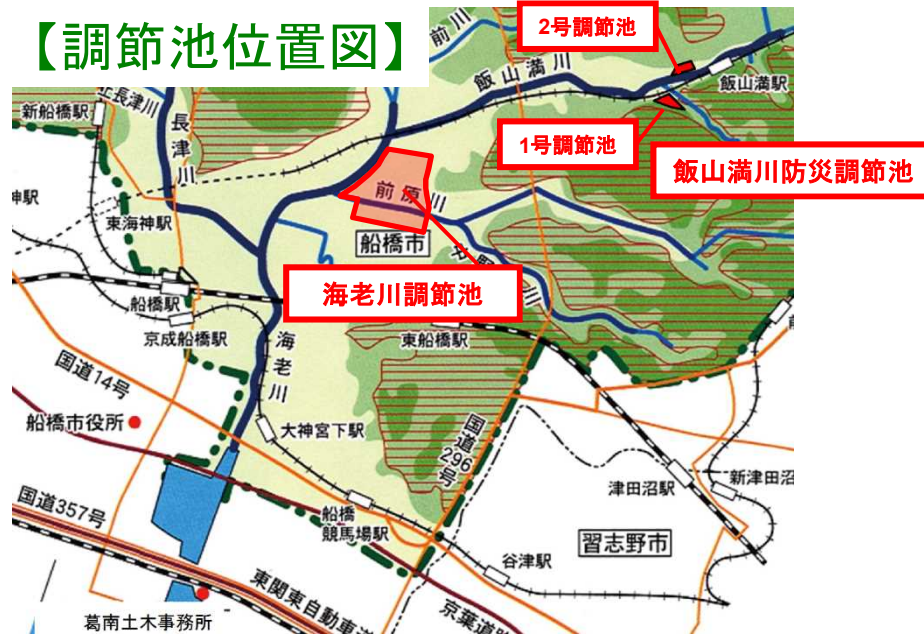 【調節池位置図】
前川
2号調節池
飯山満川
飯山満駅
新船橋駅
長津川
1号調節池
飯山満川防災調節池
前原川
神駅
東海神駅
船橋市
海老川調節池
船橋駅
京成船橋駅
海老川
東船橋駅
国道14号
船橋市役所
大神宮下駅
国道296号
津田沼駅
新津田沼
国道357号
船橋
競馬場駅
習志野市
谷津駅
東関東自動車道
京葉道路
葛南土木事務所